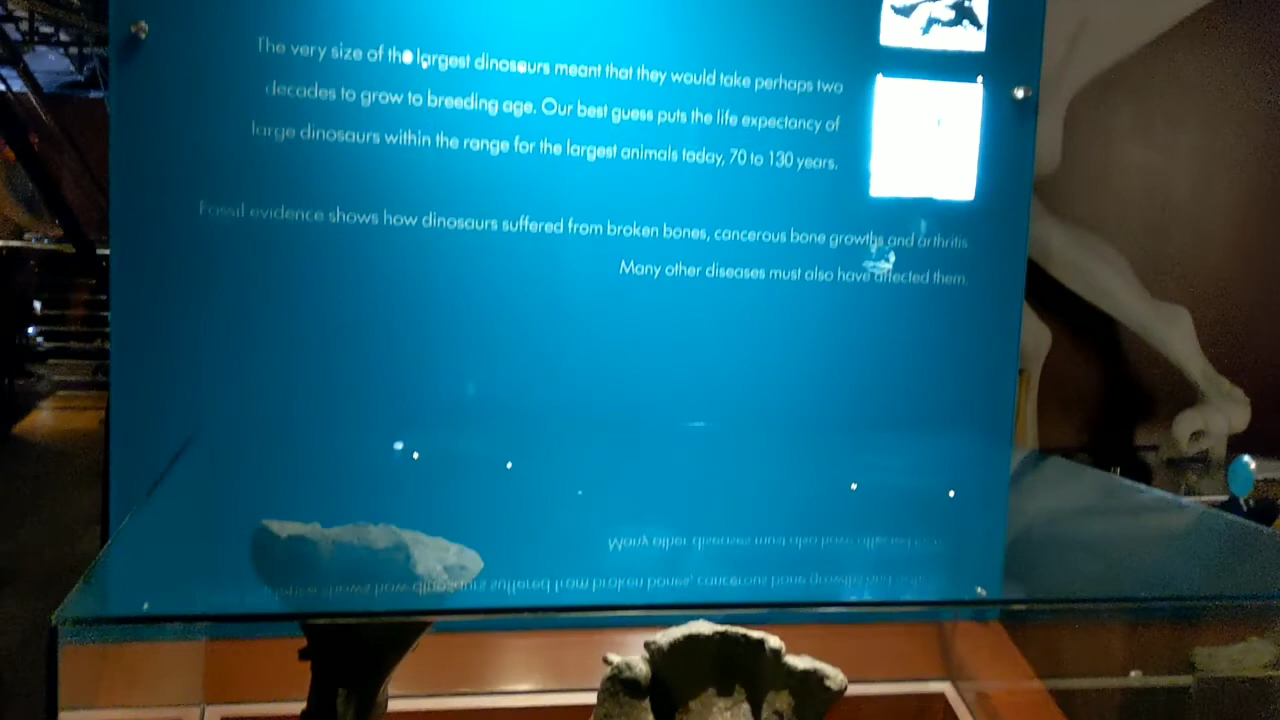 The very size of the largest dinosaurs meant that they would take perhaps two
decades to grow to breeding age. Our best guess puts the life expectancy of
large dinosaurs within the range for the largest animals today, 70 to 130 years.
Fossil evidence shows how dinosaurs suffered from broken bones, cancerous bone growths and arthritis
Many other diseases must also have affected them.